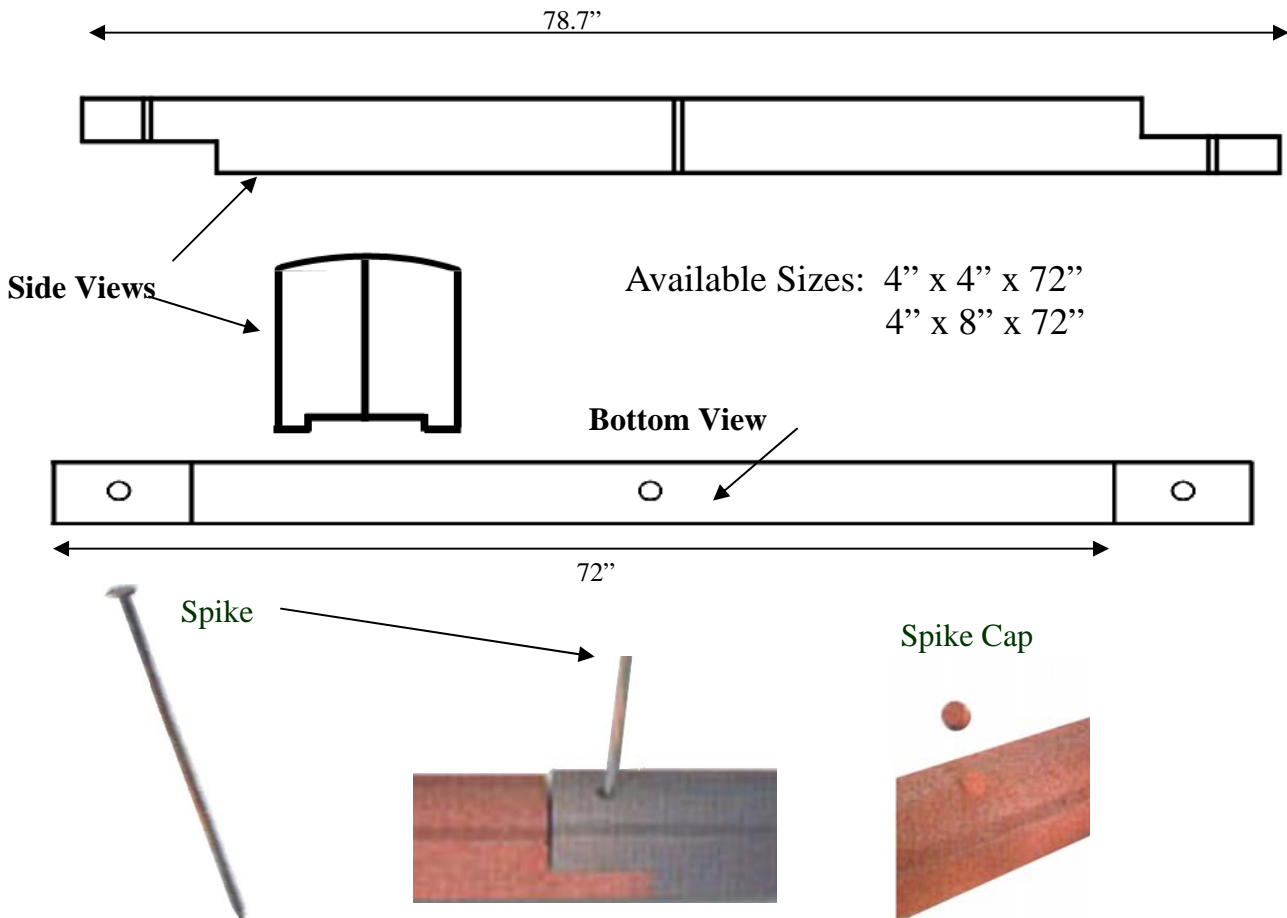 78.7”
Side Views
Available Sizes: 4” x 4” x 72”
4” x 8” x 72”
Bottom View
72”
Spike
Spike Cap